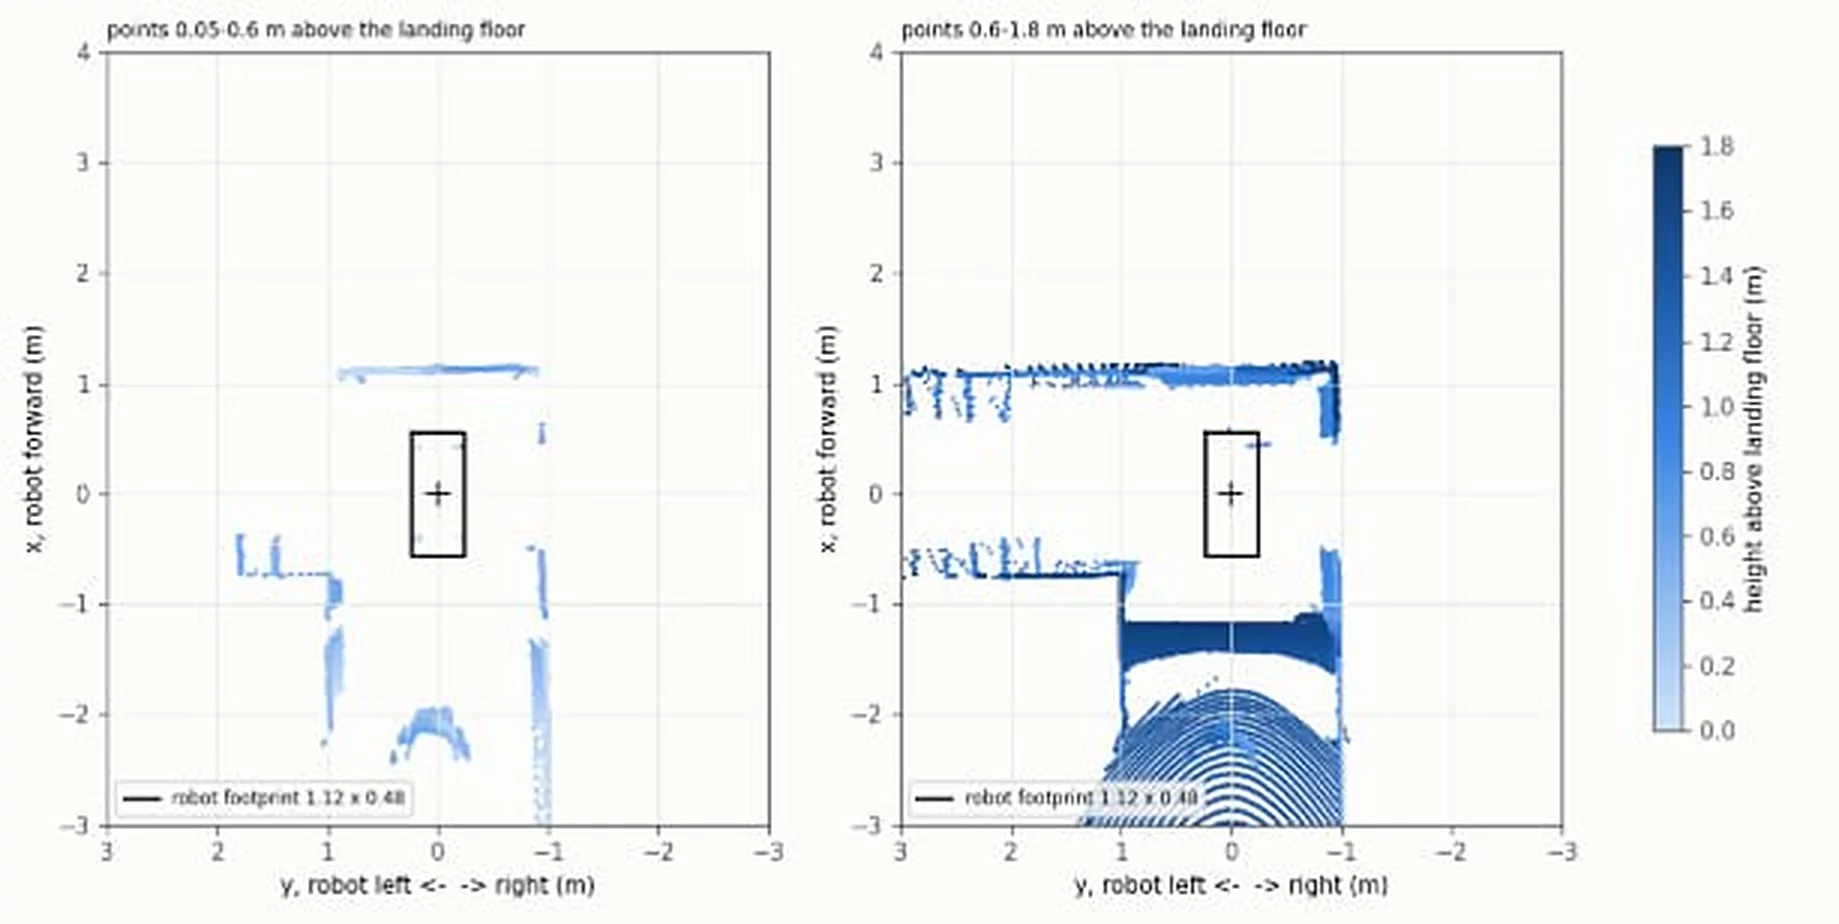 points 0.05-0.6 m above the landing floor
4
3
2
1
0
−1
−2
−3
x, robot forward (m)
robot footprint 1.12 x 0.48
3 2 1 0 −1 −2 −3
y, robot left <- -> right (m)
points 0.6-1.8 m above the landing floor
4
3
2
1
0
−1
−2
−3
x, robot forward (m)
robot footprint 1.12 x 0.48
3 2 1 0 −1 −2 −3
y, robot left <- -> right (m)
1.8
1.6
1.4
1.2
1.0
0.8
0.6
0.4
0.2
0.0
height above landing floor (m)